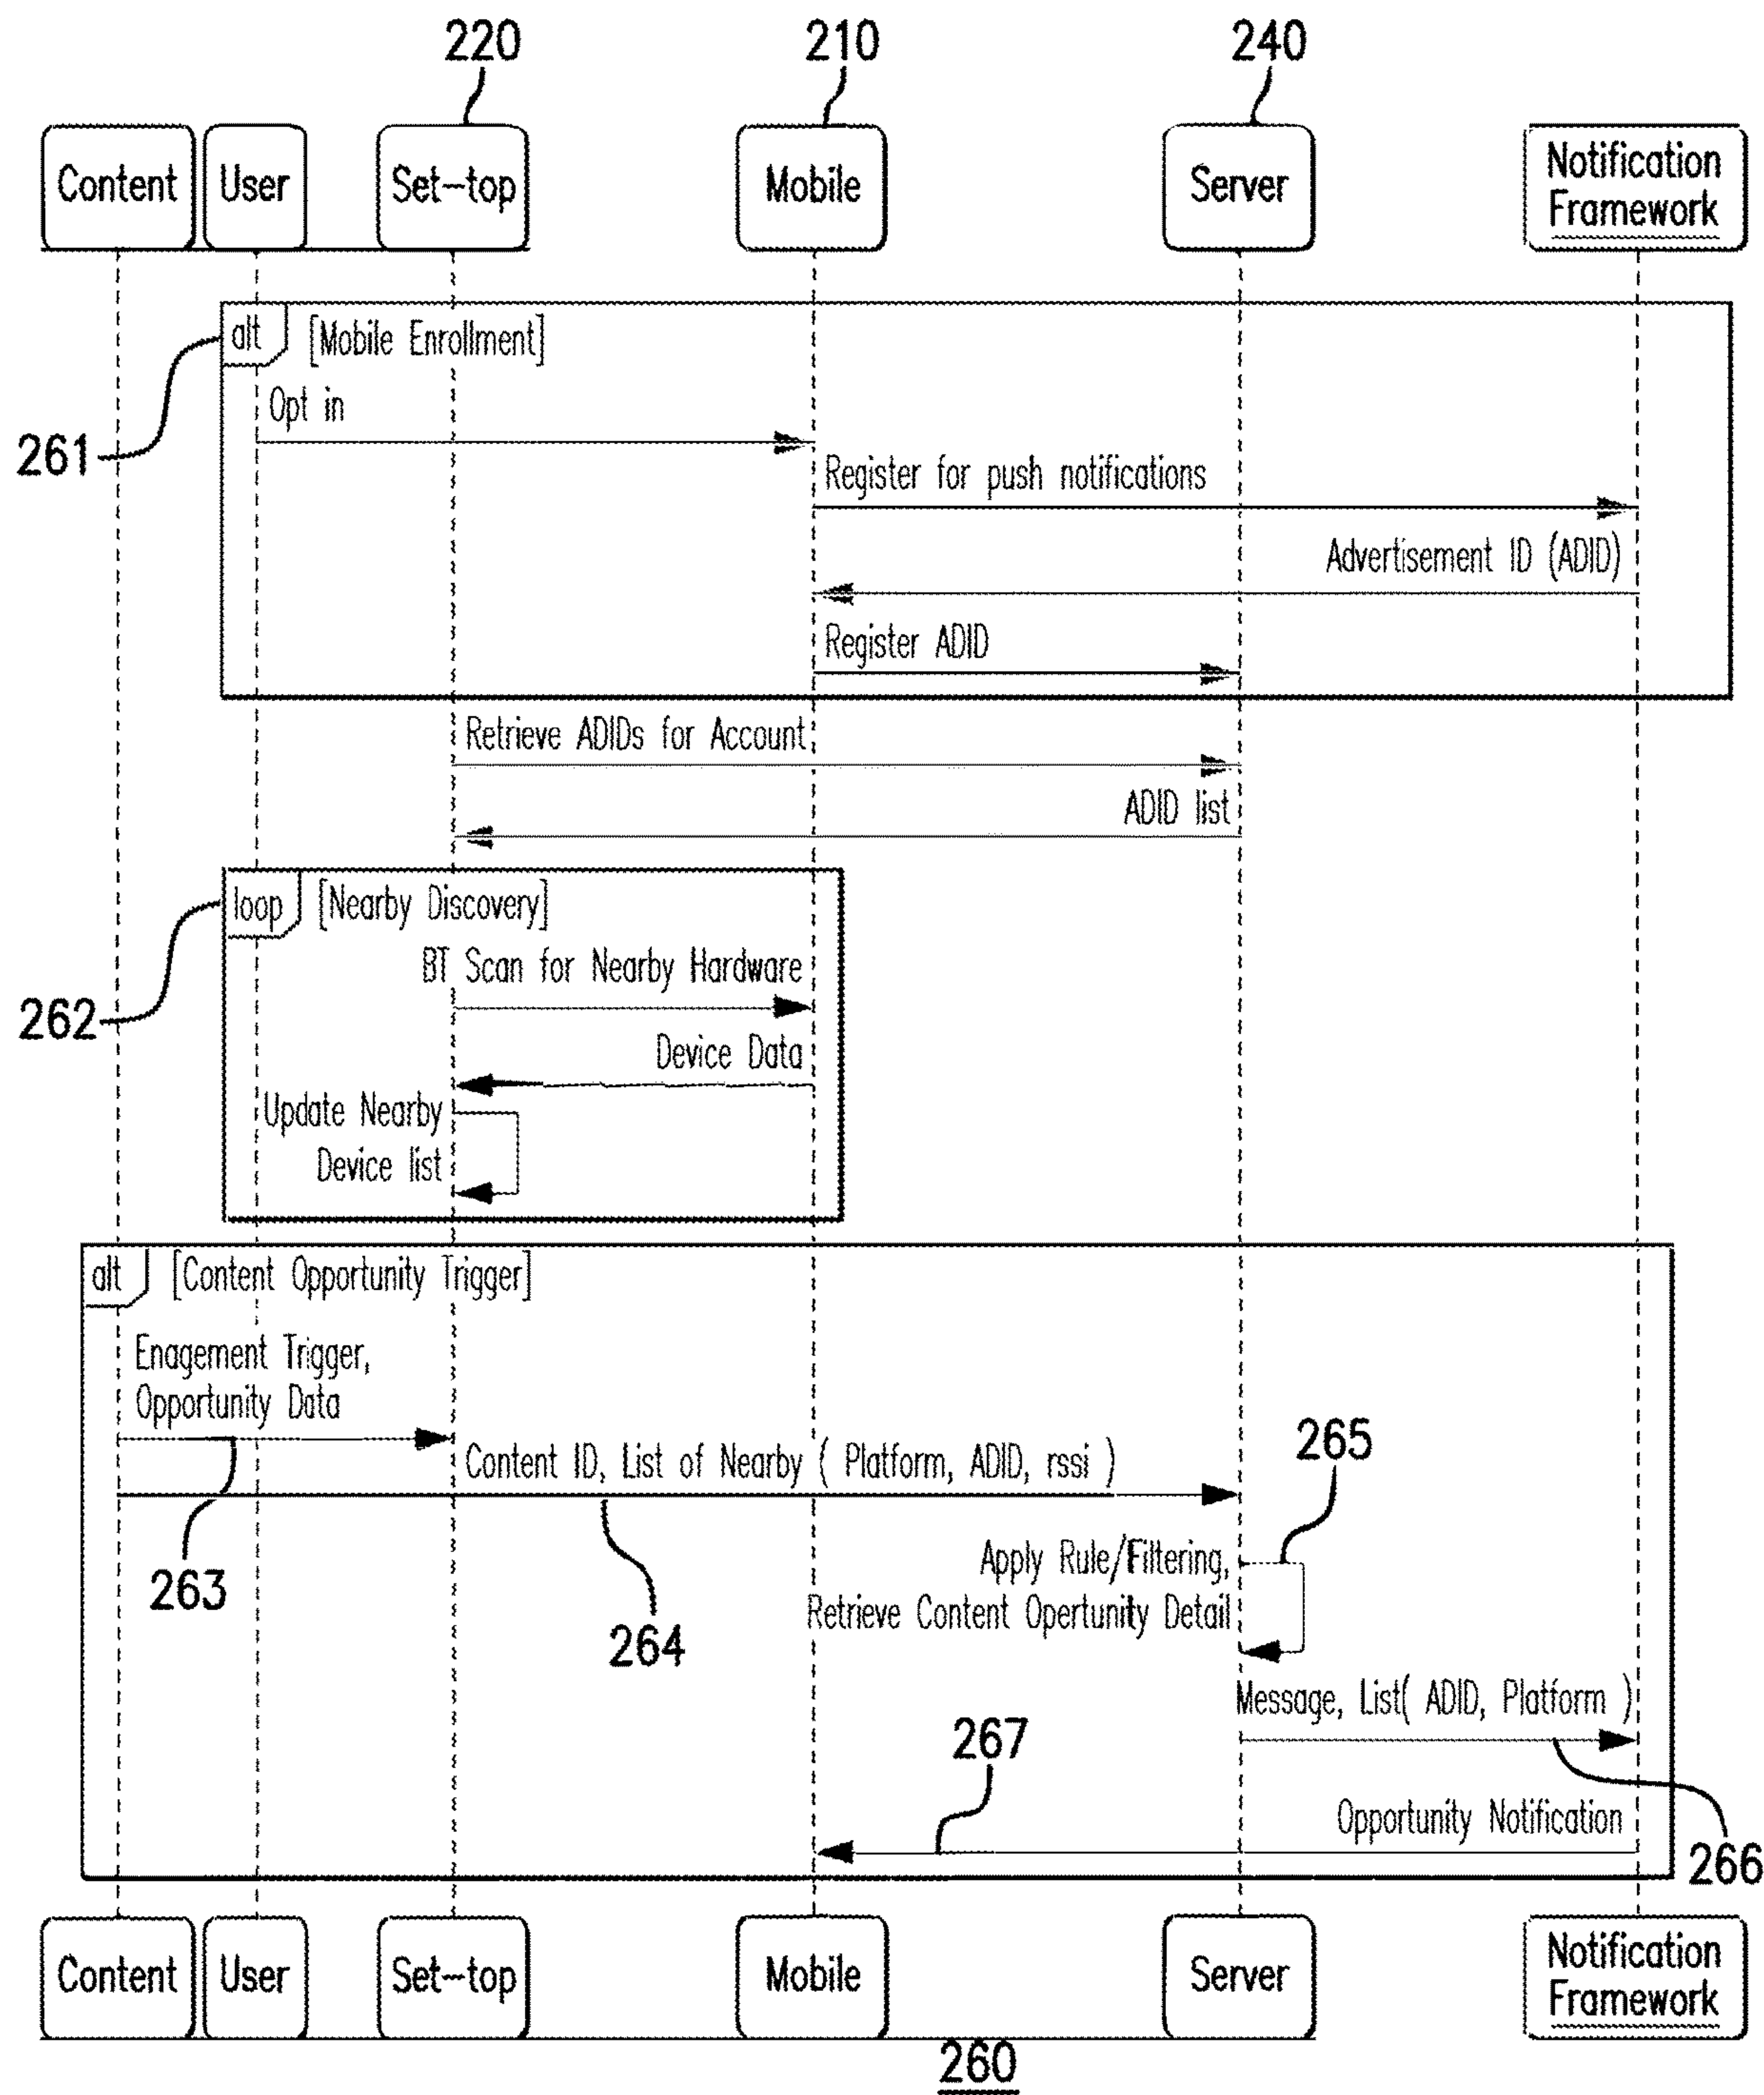 220
210
240
Content
User
Set-top
Mobile
Server
Notification
Framework
alt
[Mobile Enrollment]
Opt in
261
Register for push notifications
Advertisement ID (ADID)
Register ADID
Retrieve ADIDs for Account
ADID list
loop
[Nearby Discovery]
BT Scan for Nearby Hardware
262
Device Data
Update Nearby
Device list
alt
[Content Opportunity Trigger]
Enagement Trigger,
Opportunity Data
265
Content ID, List of Nearby ( Platform, ADID, rssi )
263
Apply Rule/Filtering,
Retrieve Content Opertunity Detail
264
Message, List( ADID, Platform )
267
Opportunity Notification
266
Content
User
Set-top
Mobile
Server
Notification
Framework
260